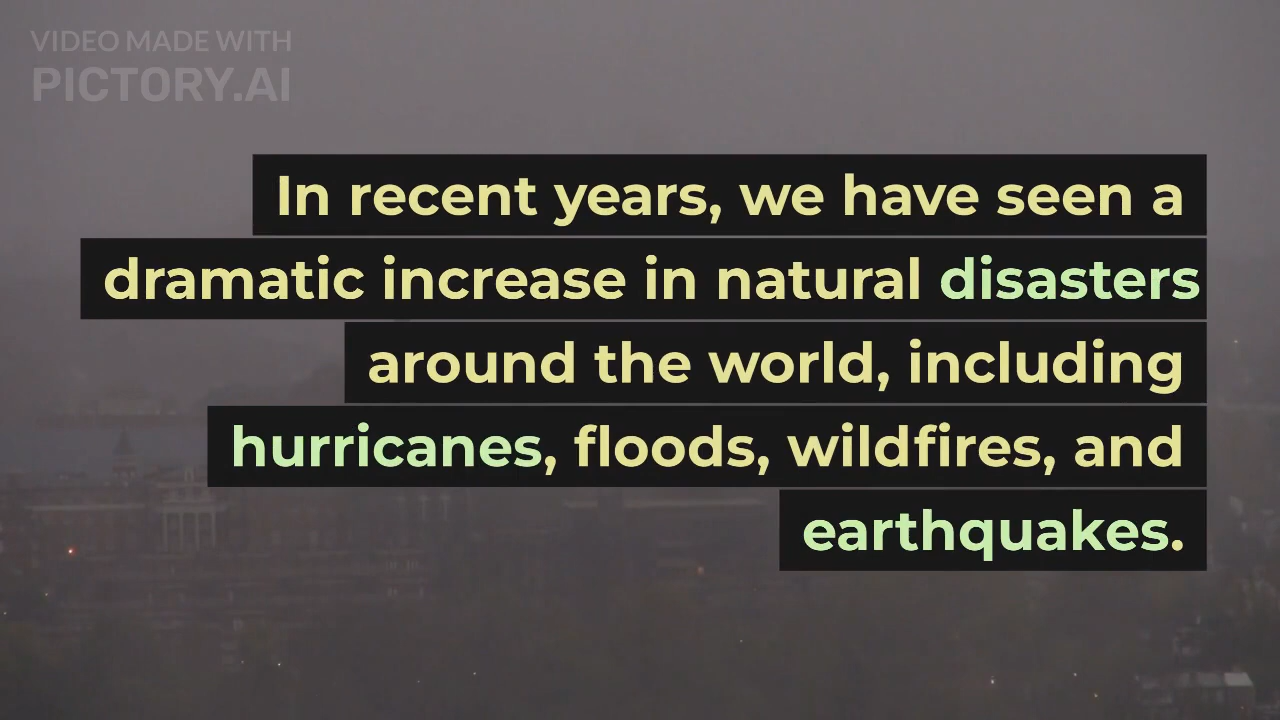 VIDEO MADE WITH
PICTORY.AI
In recent years, we have seen a
dramatic increase in natural disasters
around the world, including
hurricanes, floods, wildfires, and
earthquakes.